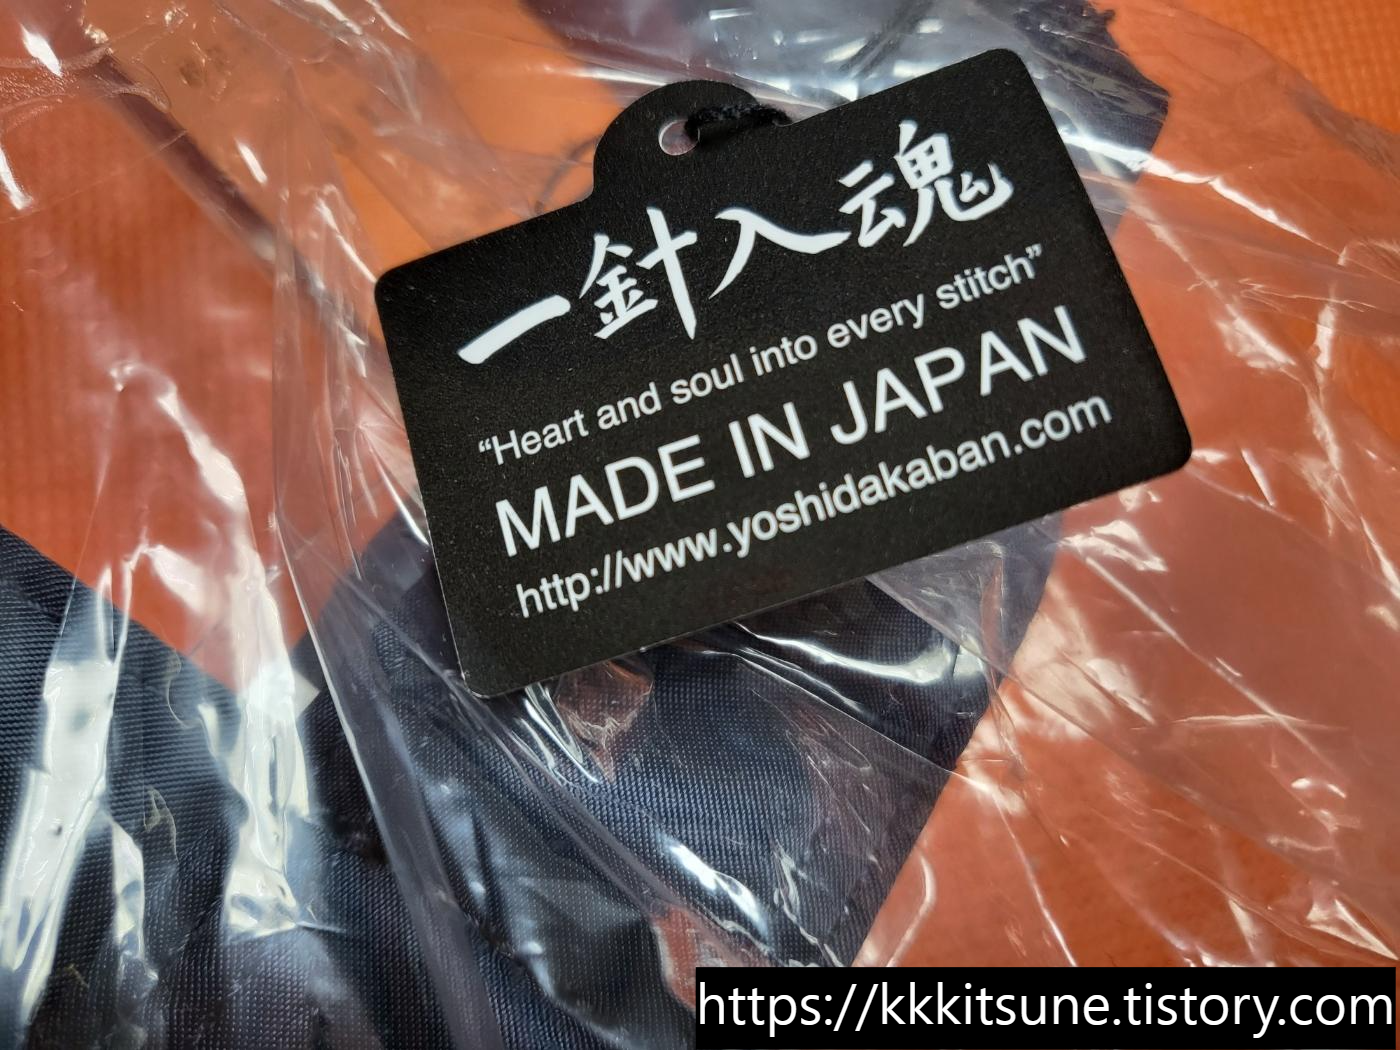 一針入魂
“Heart and soul into every stitch”
MADE IN JAPAN
http://www.yoshidakaban.com
https://kkkitsune.tistory.com